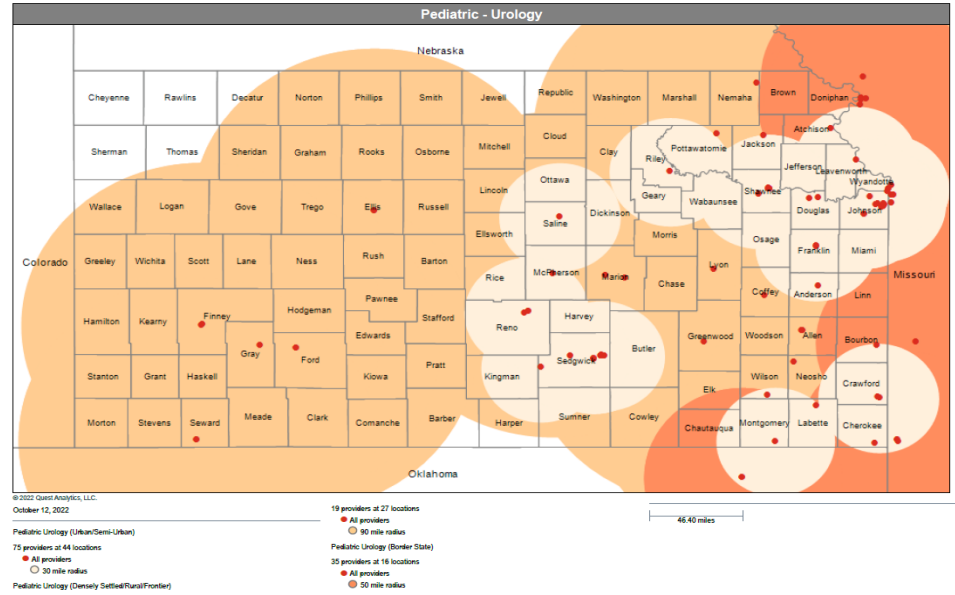 Pediatric - Urology
Nebraska
Cheyenne Rawlins Decatur Norton Phillips Smith Jewell Republic Washington Marshall Nemaha Brown Doniphan
Cloud Atchison
Sherman Thomas Sheridan Graham Rooks Osborne Mitchell Clay Riley Pottawatomie Jackson
Jefferson Leavenworth
Ottawa Wyandotte
Wallace Logan Gove Trego Ellis Russell Lincoln Dickinson Geary Wabaunsee Shawnee Douglas Johnson
Saline
Ellsworth Morris Osage Franklin Miami
Colorado Greeley Wichita Scott Lane Ness Rush Barton Lyon
Rice McPherson Marion Chase Missouri
Pawnee Coffey Anderson Linn
Hamilton Kearny Finney Hodgeman Stafford Reno Harvey
Edwards Greenwood Woodson Allen Bourbon
Gray Ford Sedgwick Butler
Stanton Grant Haskell Kiowa Pratt Kingman Wilson Neosho Crawford
Elk
Morton Stevens Seward Meade Clark Comanche Barber Harper Sumner Cowley Chautauqua Montgomery Labette Cherokee
Oklahoma
© 2022 Quest Analytics, LLC.
October 12, 2022
Pediatric Urology (Urban/Semi-Urban)
75 providers at 44 locations
All providers
30 mile radius
Pediatric Urology (Densely Settled/Rural/Frontier)
19 providers at 27 locations
All providers
90 mile radius
Pediatric Urology (Border State)
35 providers at 16 locations
All providers
50 mile radius
46.40 miles